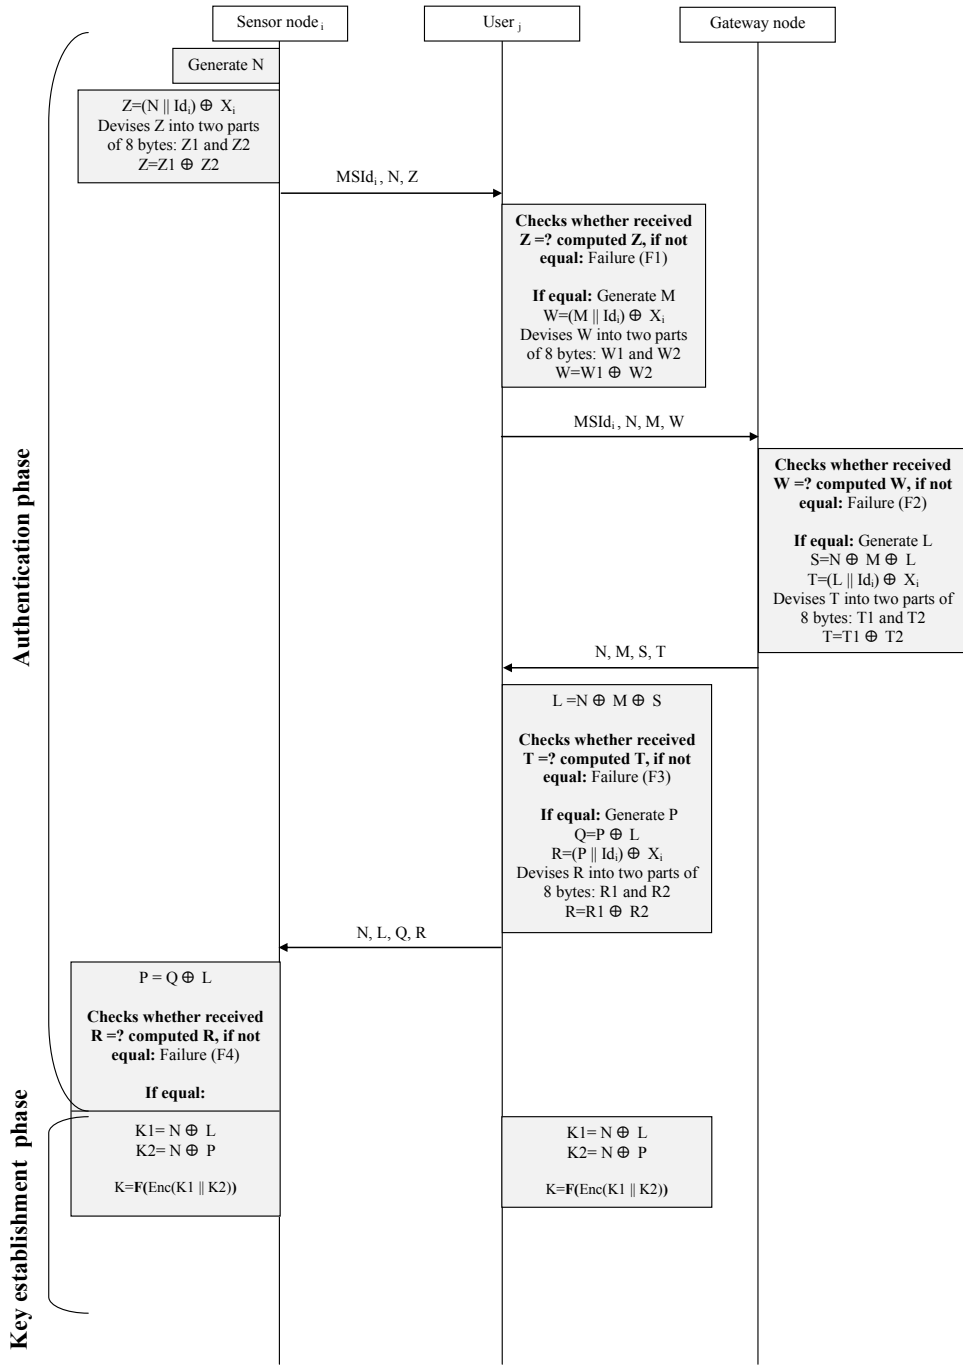 Sensor node i
User j
Gateway node
Generate N
Z=(N || Idi) ⊕ Xi
Devises Z into two parts
of 8 bytes: Z1 and Z2
Z=Z1 ⊕ Z2
MSIdi, N, Z
Checks whether received
Z =? computed Z, if not
equal: Failure (F1)
If equal: Generate M
W=(M || Idi) ⊕ Xi
Devises W into two parts
of 8 bytes: W1 and W2
W=W1 ⊕ W2
MSIdi, N, M, W
Checks whether received
W =? computed W, if not
equal: Failure (F2)
If equal: Generate L
S=N ⊕ M ⊕ L
T=(L || Idi) ⊕ Xi
Devises T into two parts of
8 bytes: T1 and T2
T=T1 ⊕ T2
N, M, S, T
L =N ⊕ M ⊕ S
Checks whether received
T =? computed T, if not
equal: Failure (F3)
If equal: Generate P
Q=P ⊕ L
R=(P || Idi) ⊕ Xi
Devises R into two parts of
8 bytes: R1 and R2
R=R1 ⊕ R2
N, L, Q, R
P = Q ⊕ L
Checks whether received
R =? computed R, if not
equal: Failure (F4)
If equal:
Authentication phase
K1= N ⊕ L
K2= N ⊕ P
K=F(Enc(K1 || K2))
K1= N ⊕ L
K2= N ⊕ P
K=F(Enc(K1 || K2))
Key establishment phase